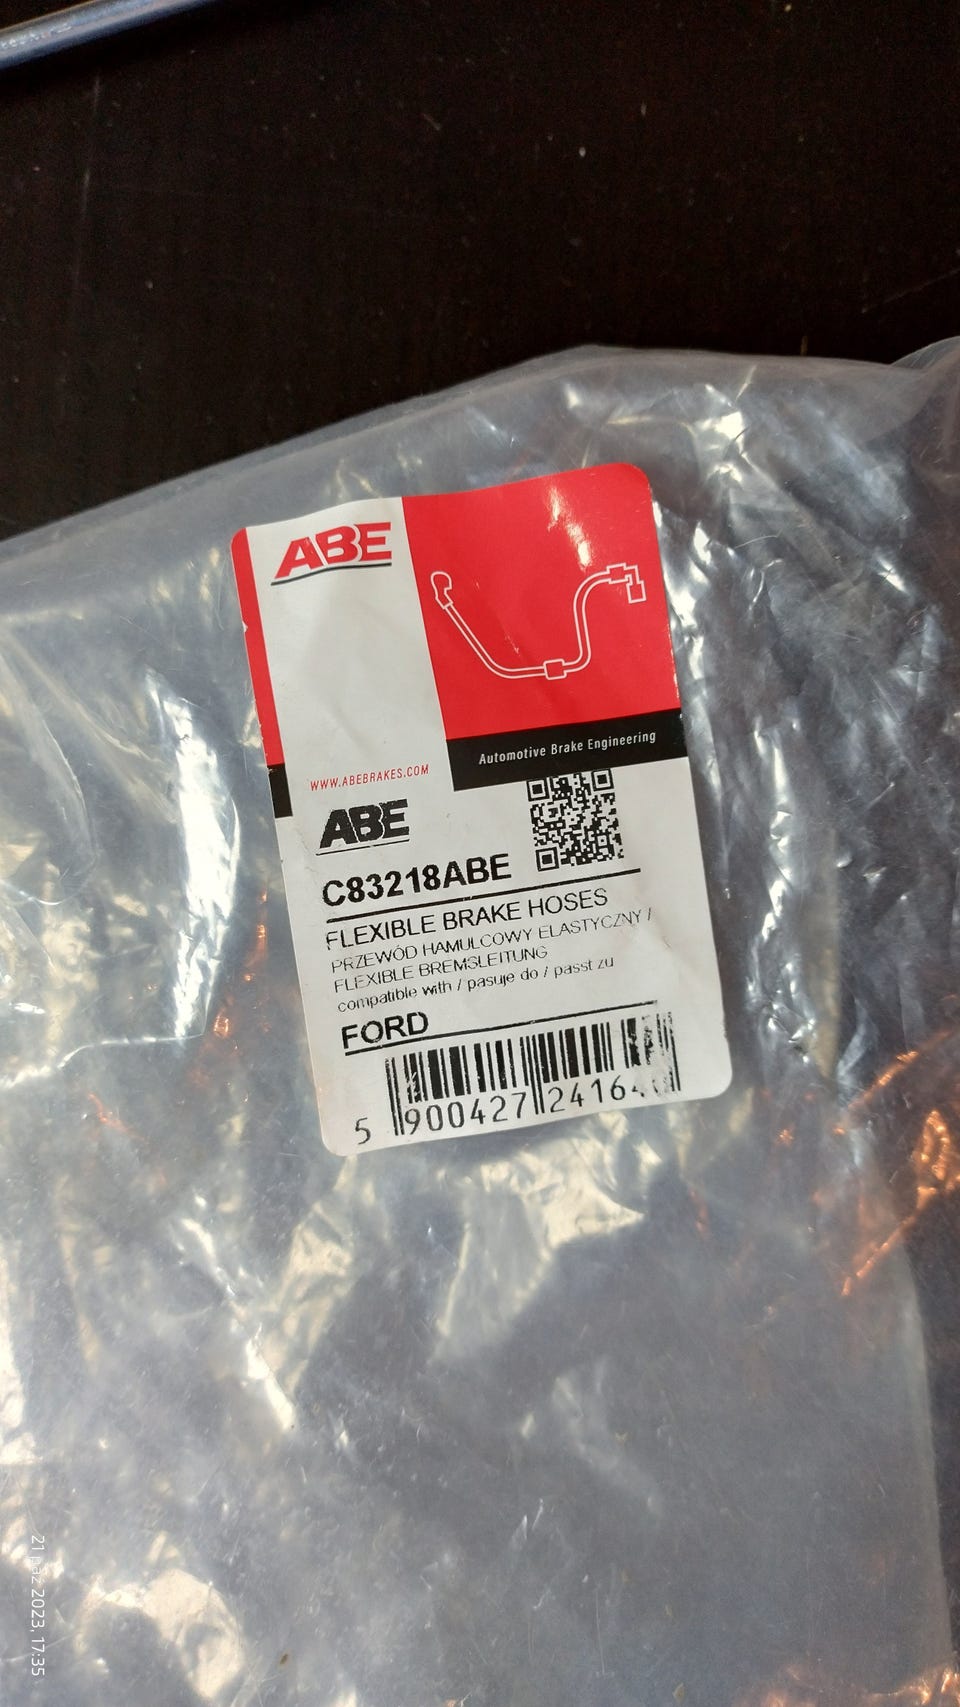 ABE
WWW.ABEBRAKES.COM
Automotive Brake Engineering
ABE
C83218ABE
FLEXIBLE BRAKE HOSES
PRZEWÓD HAMULCOWY ELASTYCZNY /
FLEXIBLE BREMSLEITUNG
compatible with / pasuje do / passt zu
FORD
5 900427 24164
21 paź 2023, 17:35